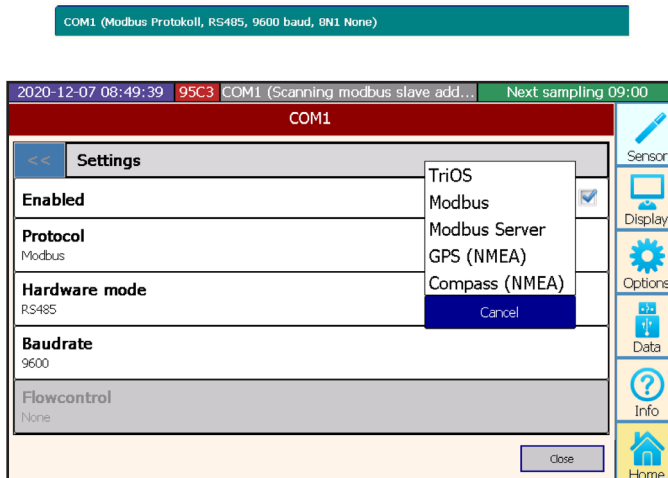 COM1 (Modbus Protokoll, RS485, 9600 baud, 8N1 None)
2020-12-07 08:49:39 95C3 COM1 (Scanning modbus slave add... Next sampling 09:00
COM1
<< Settings
Enabled
Protocol
Modbus
Hardware mode
RS485
Baudrate
9600
Flowcontrol
None
TriOS
Modbus
Modbus Server
GPS (NMEA)
Compass (NMEA)
Cancel
Close
Sensor
Display
Options
Data
Info
Home